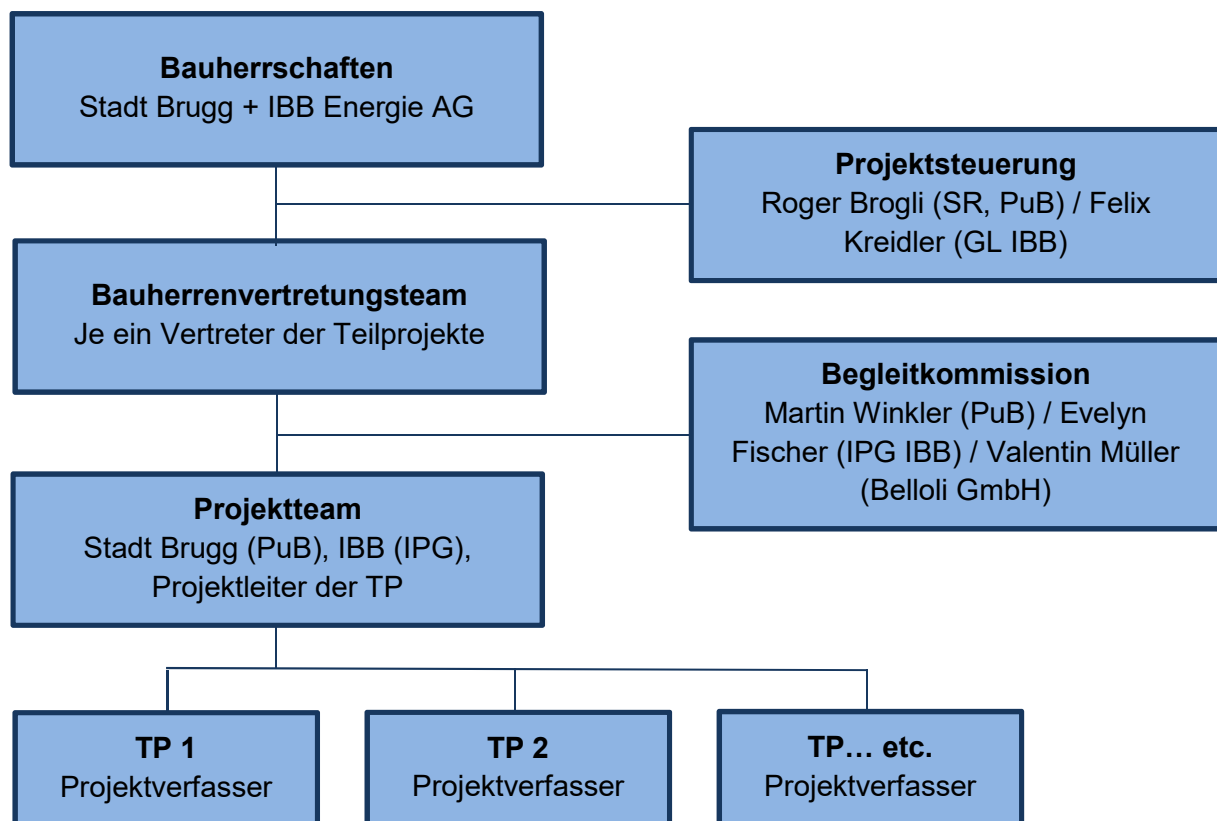 Bauherrschaften
Stadt Brugg + IBB Energie AG
Projektsteuerung
Roger Brogli (SR, PuB) / Felix
Kreidler (GL IBB)
Bauherrenvertretungsteam
Je ein Vertreter der Teilprojekte
Begleitkommission
Martin Winkler (PuB) / Evelyn
Fischer (IPG IBB) / Valentin Müller
(Belloli GmbH)
Projektteam
Stadt Brugg (PuB), IBB (IPG),
Projektleiter der TP
TP 1
Projektverfasser
TP 2
Projektverfasser
TP… etc.
Projektverfasser